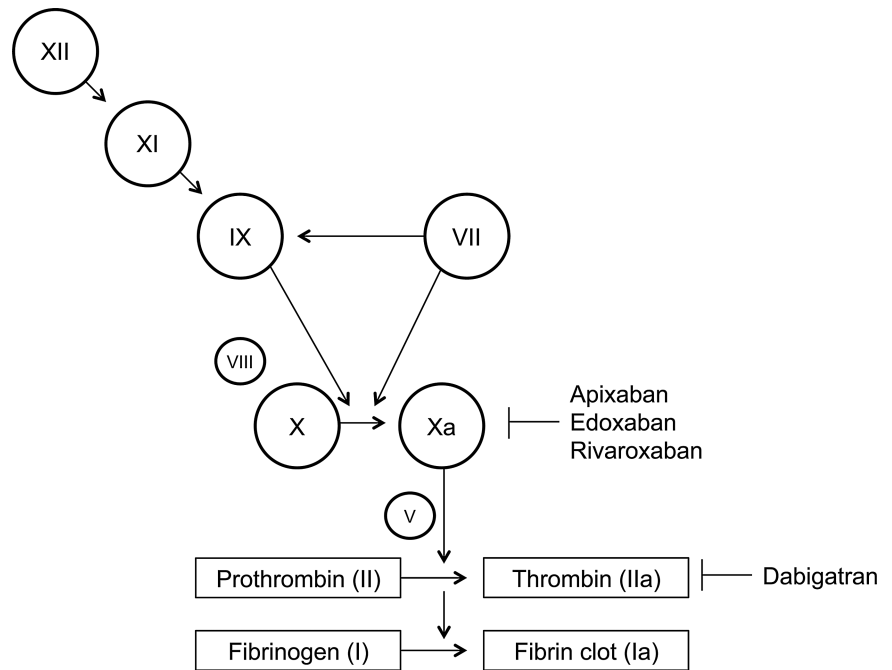 XII
XI
IX
VII
VIII
X
Xa
Apixaban
Edoxaban
Rivaroxaban
V
Prothrombin (II)
Thrombin (IIa)
Dabigatran
Fibrinogen (I)
Fibrin clot (Ia)